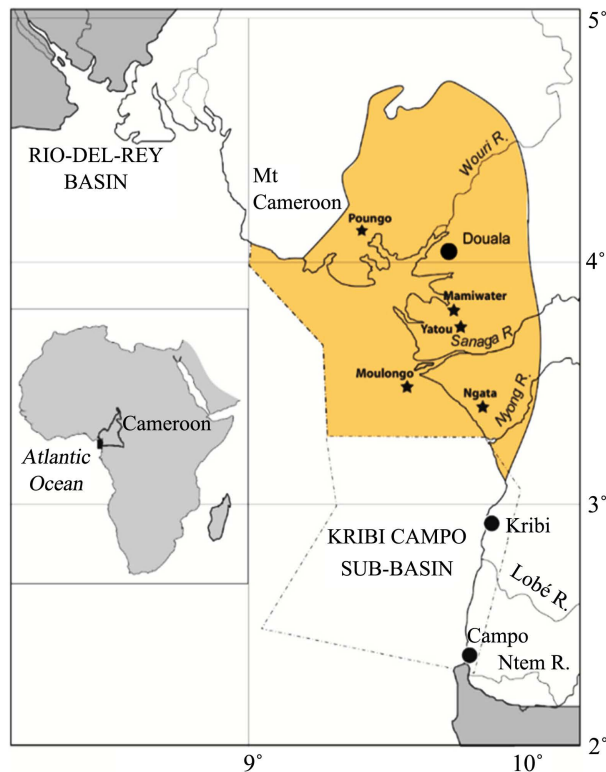 5°
RIO-DEL-REY
BASIN
Mt
Cameroon
Wouri R.
Poungo
Douala
4°
Mamiwater
Yatou
Sanaga R.
Moulongo
Ngata
Nyong R.
Cameroon
Atlantic
Ocean
3°
Kribi
KRIBI CAMPO
SUB-BASIN
Lobé R.
Campo
Ntem R.
2°
9°
10°